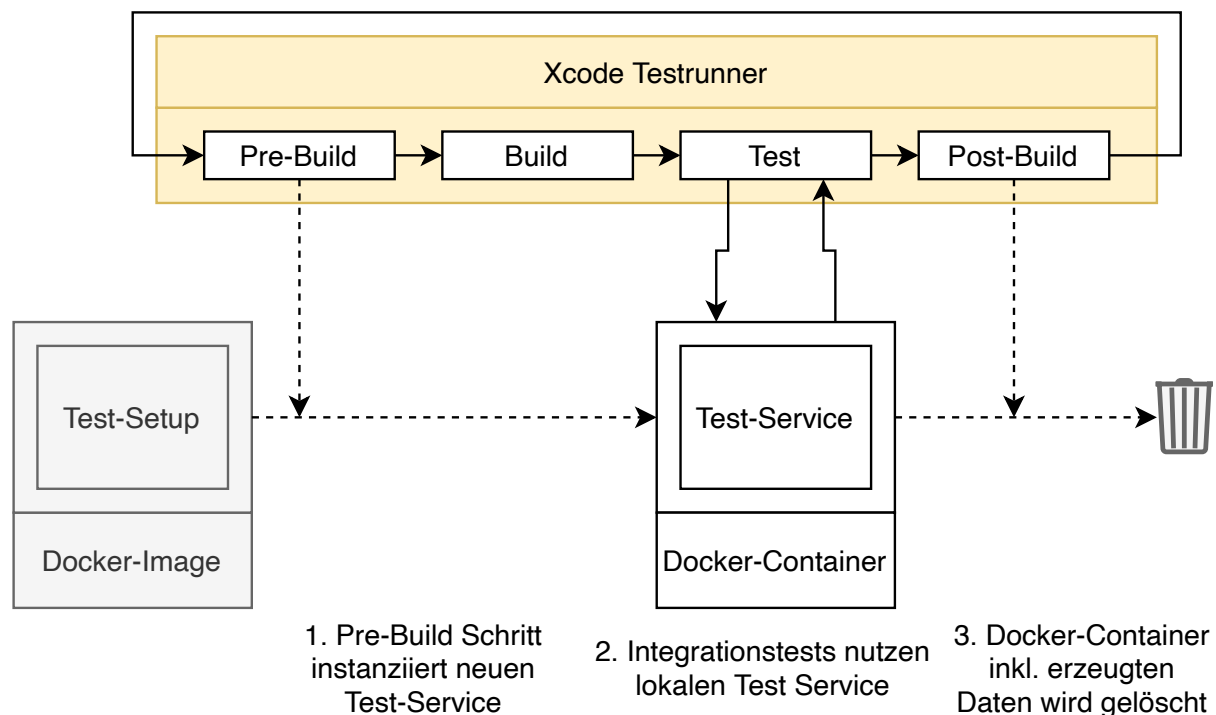 Xcode Testrunner
Pre-Build
Build
Test
Post-Build
Test-Setup
Test-Service
Docker-Image
Docker-Container
1. Pre-Build Schritt
instanziiert neuen
Test-Service
2. Integrationstests nutzen
lokalen Test Service
3. Docker-Container
inkl. erzeugten
Daten wird gelöscht